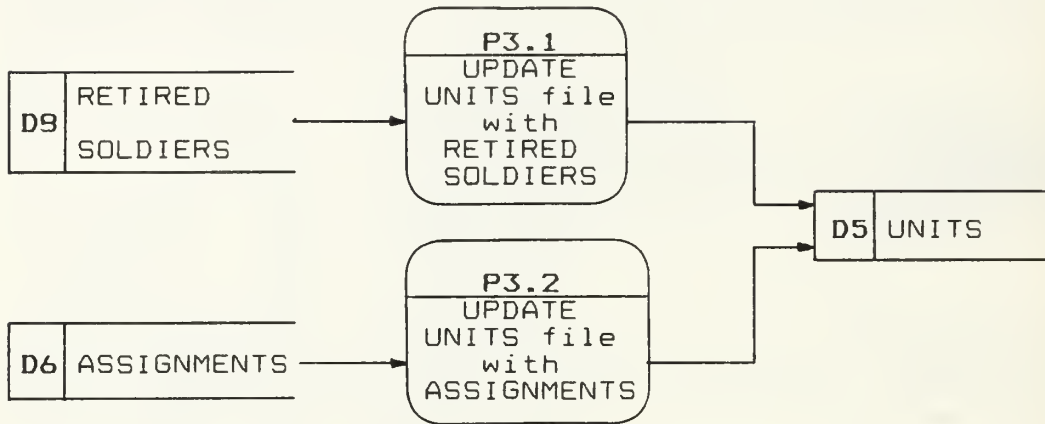 D9
RETIRED
SOLDIERS
P3.1
UPDATE
UNITS file
with
RETIRED
SOLDIERS
D5
UNITS
D6
ASSIGNMENTS
P3.2
UPDATE
UNITS file
with
ASSIGNMENTS